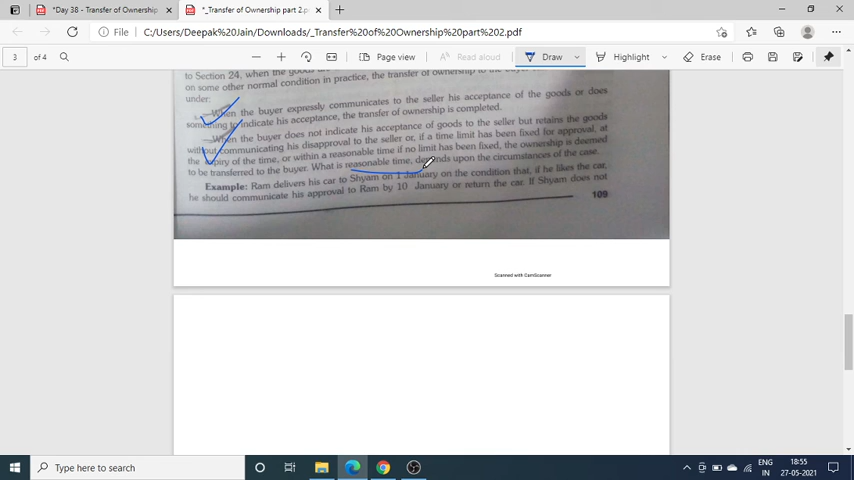 *Day 38 - Transfer of Ownership
*_Transfer of Ownership part 2.p
File
C:/Users/Deepak%20Jain/Downloads/_Transfer%20of%20Ownership%20part%202.pdf
3 of 4
Page view
Read aloud
Draw
Highlight
Erase
to Section 24, when the goods are
on some other normal condition in practice, the transfer of ownership to the
under:
—When the buyer expressly communicates to the seller his acceptance of the goods or does
something to indicate his acceptance, the transfer of ownership is completed.
—When the buyer does not indicate his acceptance of goods to the seller but retains the goods
without communicating his disapproval to the seller or, if a time limit has been fixed for approval, at
the expiry of the time, or within a reasonable time if no limit has been fixed, the ownership is deemed
to be transferred to the buyer. What is reasonable time, depends upon the circumstances of the case.
Example: Ram delivers his car to Shyam on 1 January on the condition that, if he likes the car,
he should communicate his approval to Ram by 10 January or return the car. If Shyam does not
109
Scanned with CamScanner
Type here to search
ENG
IN
18:55
27-05-2021